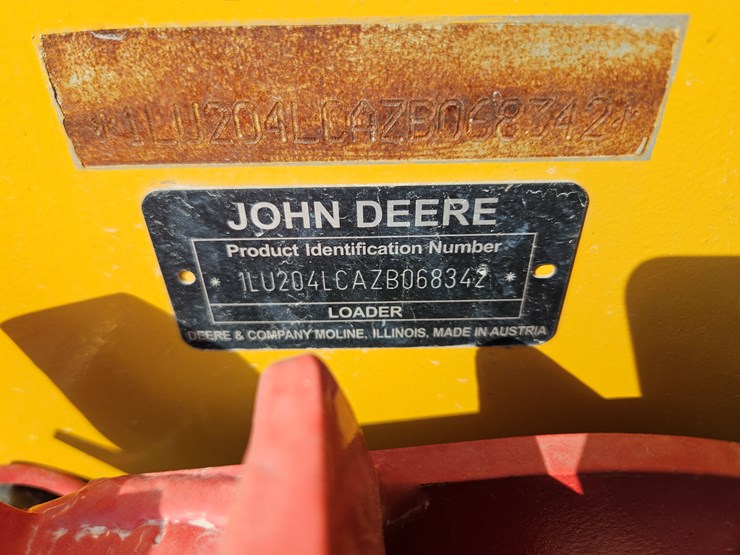 *1LU204LCAZB068342*
JOHN DEERE
Product Identification Number
* 1LU204LCAZB068342 *
LOADER
DEERE & COMPANY MOLINE, ILLINOIS, MADE IN AUSTRIA